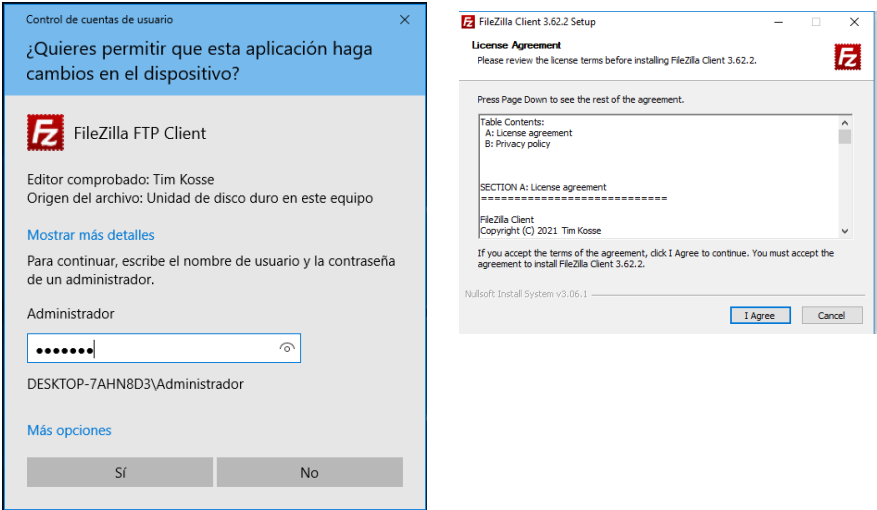 Control de cuentas de usuario
¿Quieres permitir que esta aplicación haga
cambios en el dispositivo?
Fz
FileZilla FTP Client
Editor comprobado: Tim Kosse
Origen del archivo: Unidad de disco duro en este equipo
Mostrar más detalles
Para continuar, escribe el nombre de usuario y la contraseña
de un administrador.
Administrador
•••••••
DESKTOP-7AHN8D3\Administrador
Más opciones
Sí
No
Fz FileZilla Client 3.62.2 Setup
License Agreement
Please review the license terms before installing FileZilla Client 3.62.2.
Fz
Press Page Down to see the rest of the agreement.
Table Contents:
A: License agreement
B: Privacy policy
SECTION A: License agreement
============================
FileZilla Client
Copyright (C) 2021 Tim Kosse
If you accept the terms of the agreement, click I Agree to continue. You must accept the
agreement to install FileZilla Client 3.62.2.
Nullsoft Install System v3.06.1
I Agree
Cancel